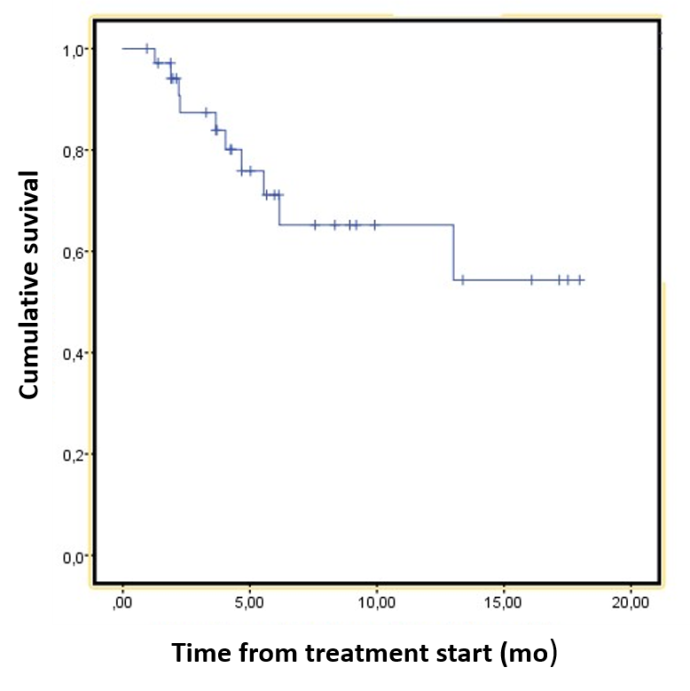 Cumulative suvival
1,0
0,8
0,6
0,4
0,2
0,0
,00 5,00 10,00 15,00 20,00
Time from treatment start (mo)